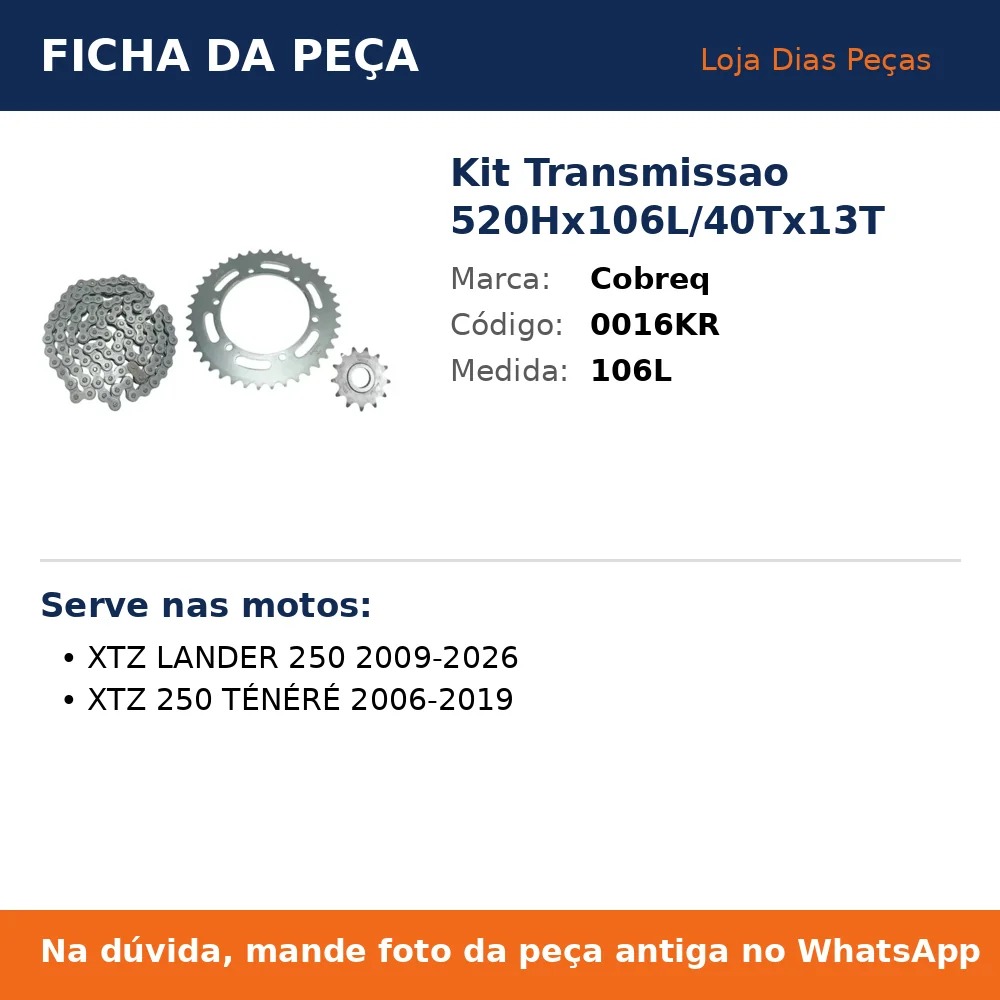 FICHA DA PEÇA
Loja Dias Peças
Kit Transmissao
520Hx106L/40Tx13T
Marca: Cobreq
Código: 0016KR
Medida: 106L
Serve nas motos:
• XTZ LANDER 250 2009-2026
• XTZ 250 TÉNÉRÉ 2006-2019
Na dúvida, mande foto da peça antiga no WhatsApp